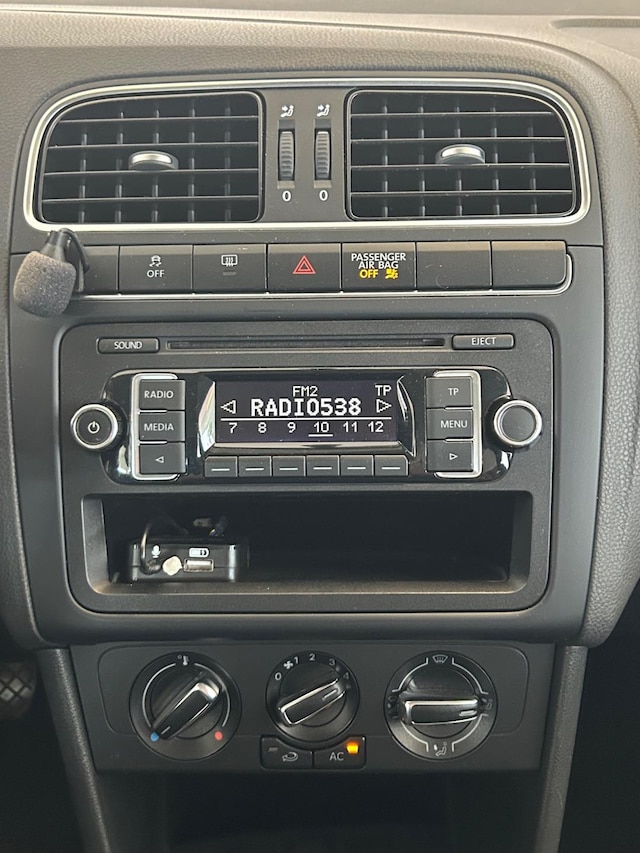 0 0
OFF
PASSENGER
AIR BAG
OFF
SOUND
EJECT
RADIO
FM2
TP
TP
MEDIA
RADIO538
MENU
7 8 9 10 11 12
0 1 2 3 4
AC